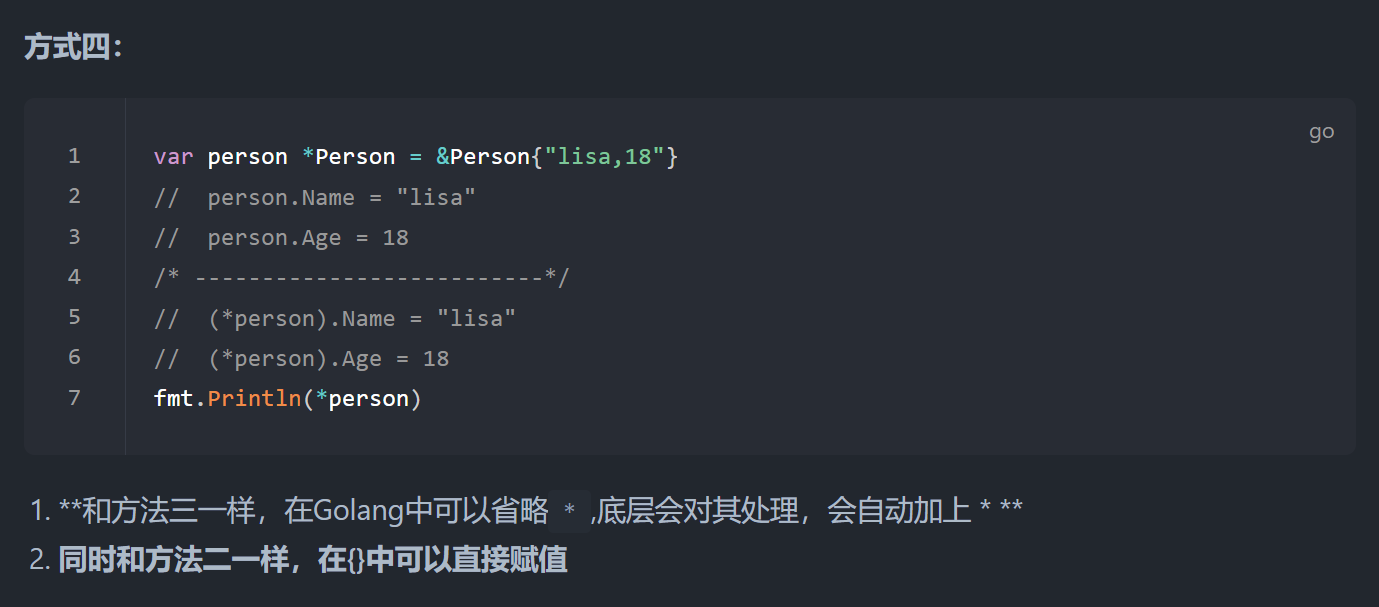 方式四：
go
1 var person *Person = &Person{"lisa,18"}
2 //  person.Name = "lisa"
3 //  person.Age = 18
4 /* --------------------------*/
5 //  (*person).Name = "lisa"
6 //  (*person).Age = 18
7 fmt.Println(*person)
1. **和方法三一样，在Golang中可以省略 * ,底层会对其处理，会自动加上 * **
2. 同时和方法二一样，在{}中可以直接赋值